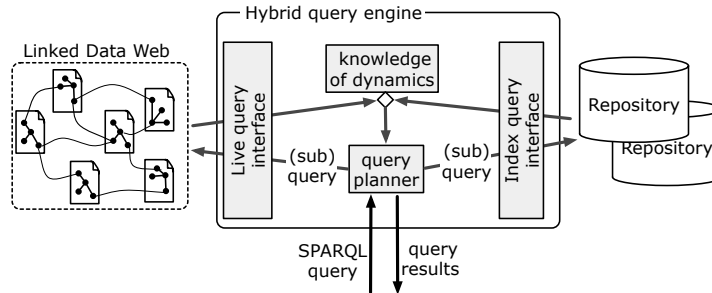 Hybrid query engine
Linked Data Web
Live query
interface
knowledge
of dynamics
Index query
interface
Repository
Repository
(sub)
query
query
planner
(sub)
query
SPARQL
query
query
results